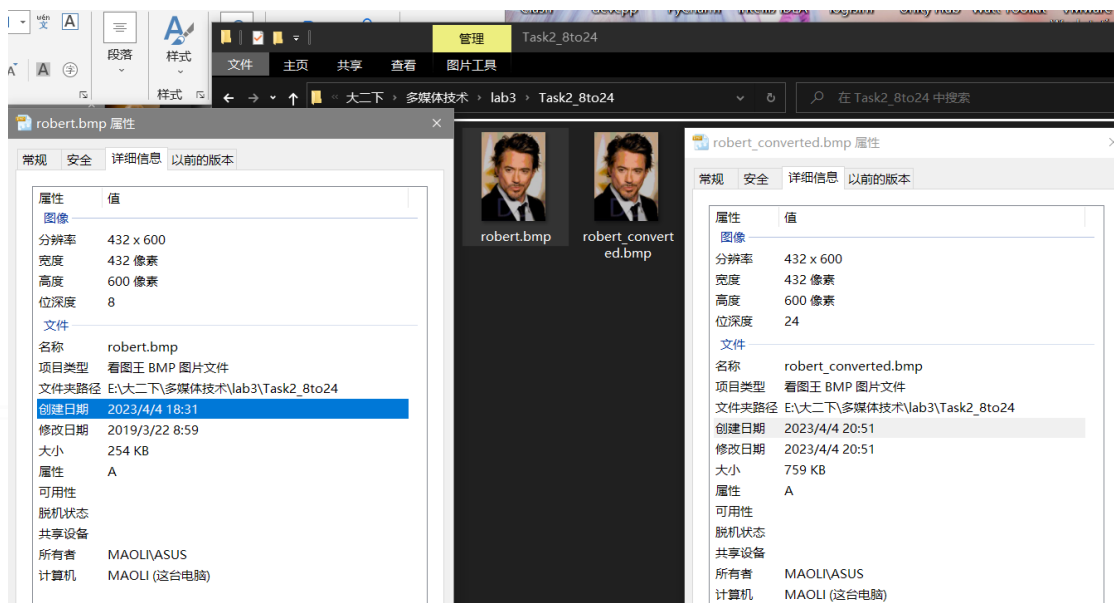 wén
文
A
段落
样式
A
字
样式
管理
Task2_8to24
文件
主页
共享
查看
图片工具
大二下 › 多媒体技术 › lab3 › Task2_8to24
在 Task2_8to24 中搜索
robert.bmp 属性
常规 安全 详细信息 以前的版本
属性 值
图像
分辨率 432 x 600
宽度 432 像素
高度 600 像素
位深度 8
文件
名称 robert.bmp
项目类型 看图王 BMP 图片文件
文件夹路径 E:\大二下\多媒体技术\lab3\Task2_8to24
创建日期 2023/4/4 18:31
修改日期 2019/3/22 8:59
大小 254 KB
属性 A
可用性
脱机状态
共享设备
所有者 MAOLI\ASUS
计算机 MAOLI (这台电脑)
robert.bmp
robert_convert
ed.bmp
robert_converted.bmp 属性
常规 安全 详细信息 以前的版本
属性 值
图像
分辨率 432 x 600
宽度 432 像素
高度 600 像素
位深度 24
文件
名称 robert_converted.bmp
项目类型 看图王 BMP 图片文件
文件夹路径 E:\大二下\多媒体技术\lab3\Task2_8to24
创建日期 2023/4/4 20:51
修改日期 2023/4/4 20:51
大小 759 KB
属性 A
可用性
脱机状态
共享设备
所有者 MAOLI\ASUS
计算机 MAOLI (这台电脑)